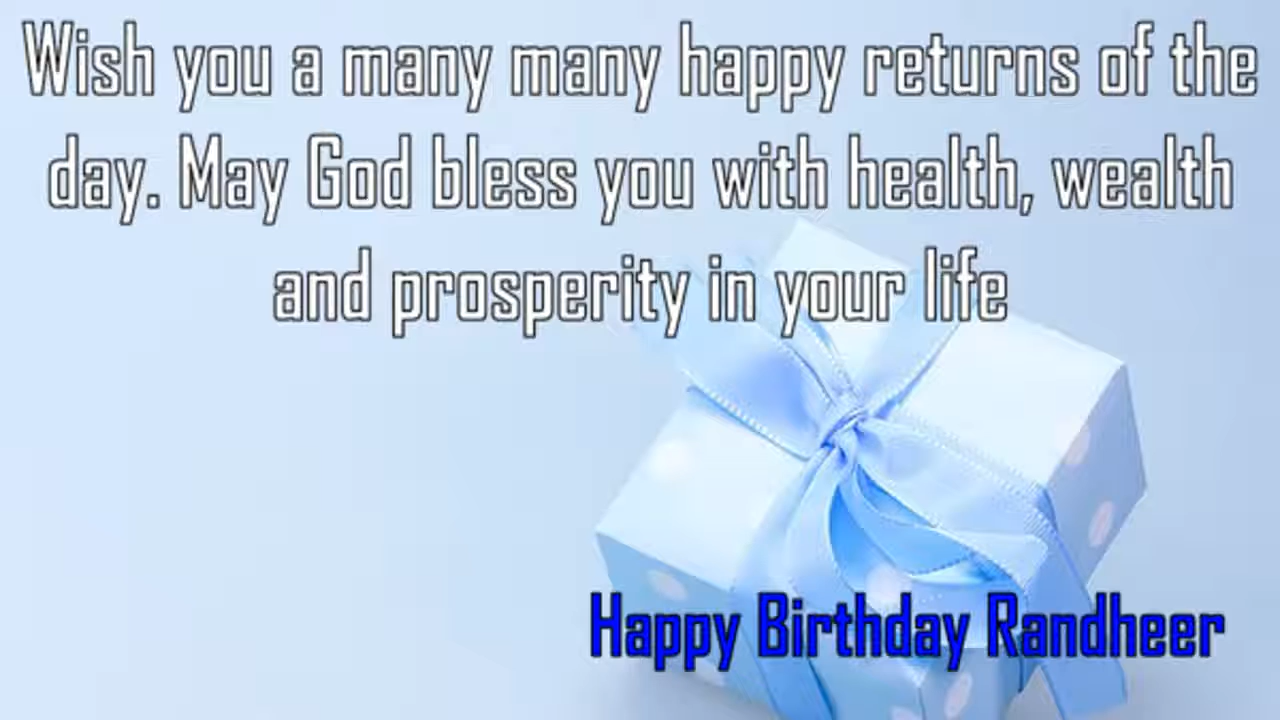 Wish you a many many happy returns of the
day. May God bless you with health, wealth
and prosperity in your life
Happy Birthday Randheer